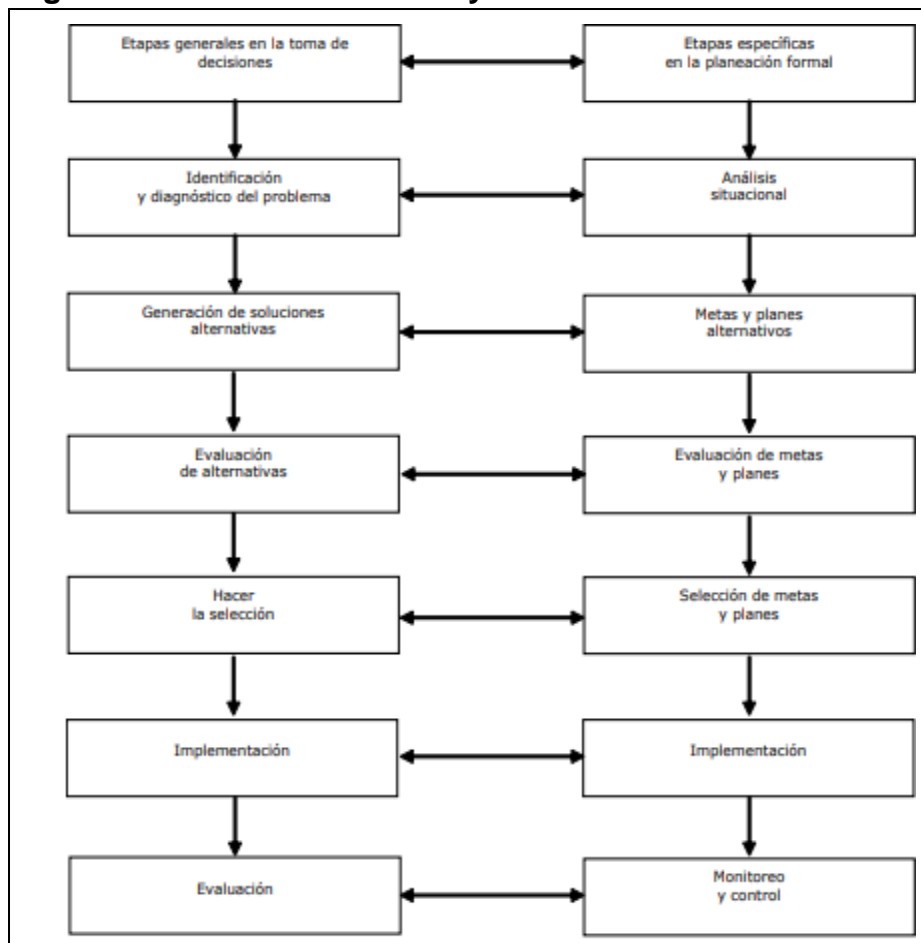 Etapas generales en la toma de
decisiones
Etapas específicas
en la planeación formal
Identificación
y diagnóstico del problema
Análisis
situacional
Generación de soluciones
alternativas
Metas y planes
alternativos
Evaluación
de alternativas
Evaluación de metas
y planes
Hacer
la selección
Selección de metas
y planes
Implementación
Implementación
Evaluación
Monitoreo
y control